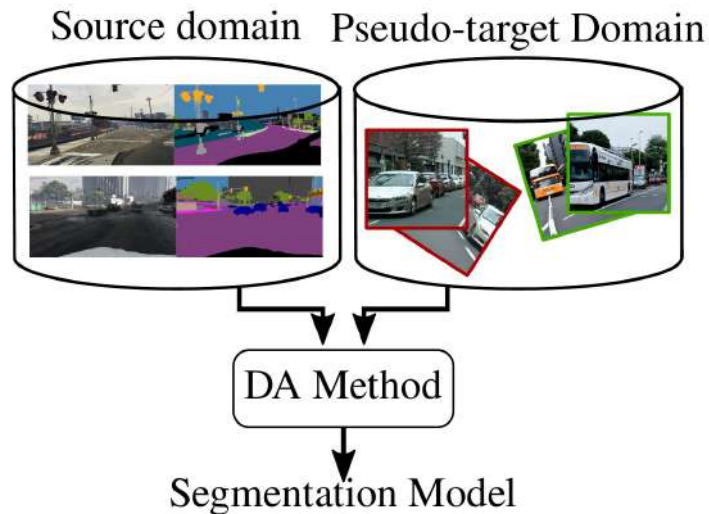 Source domain
Pseudo-target Domain
DA Method
Segmentation Model